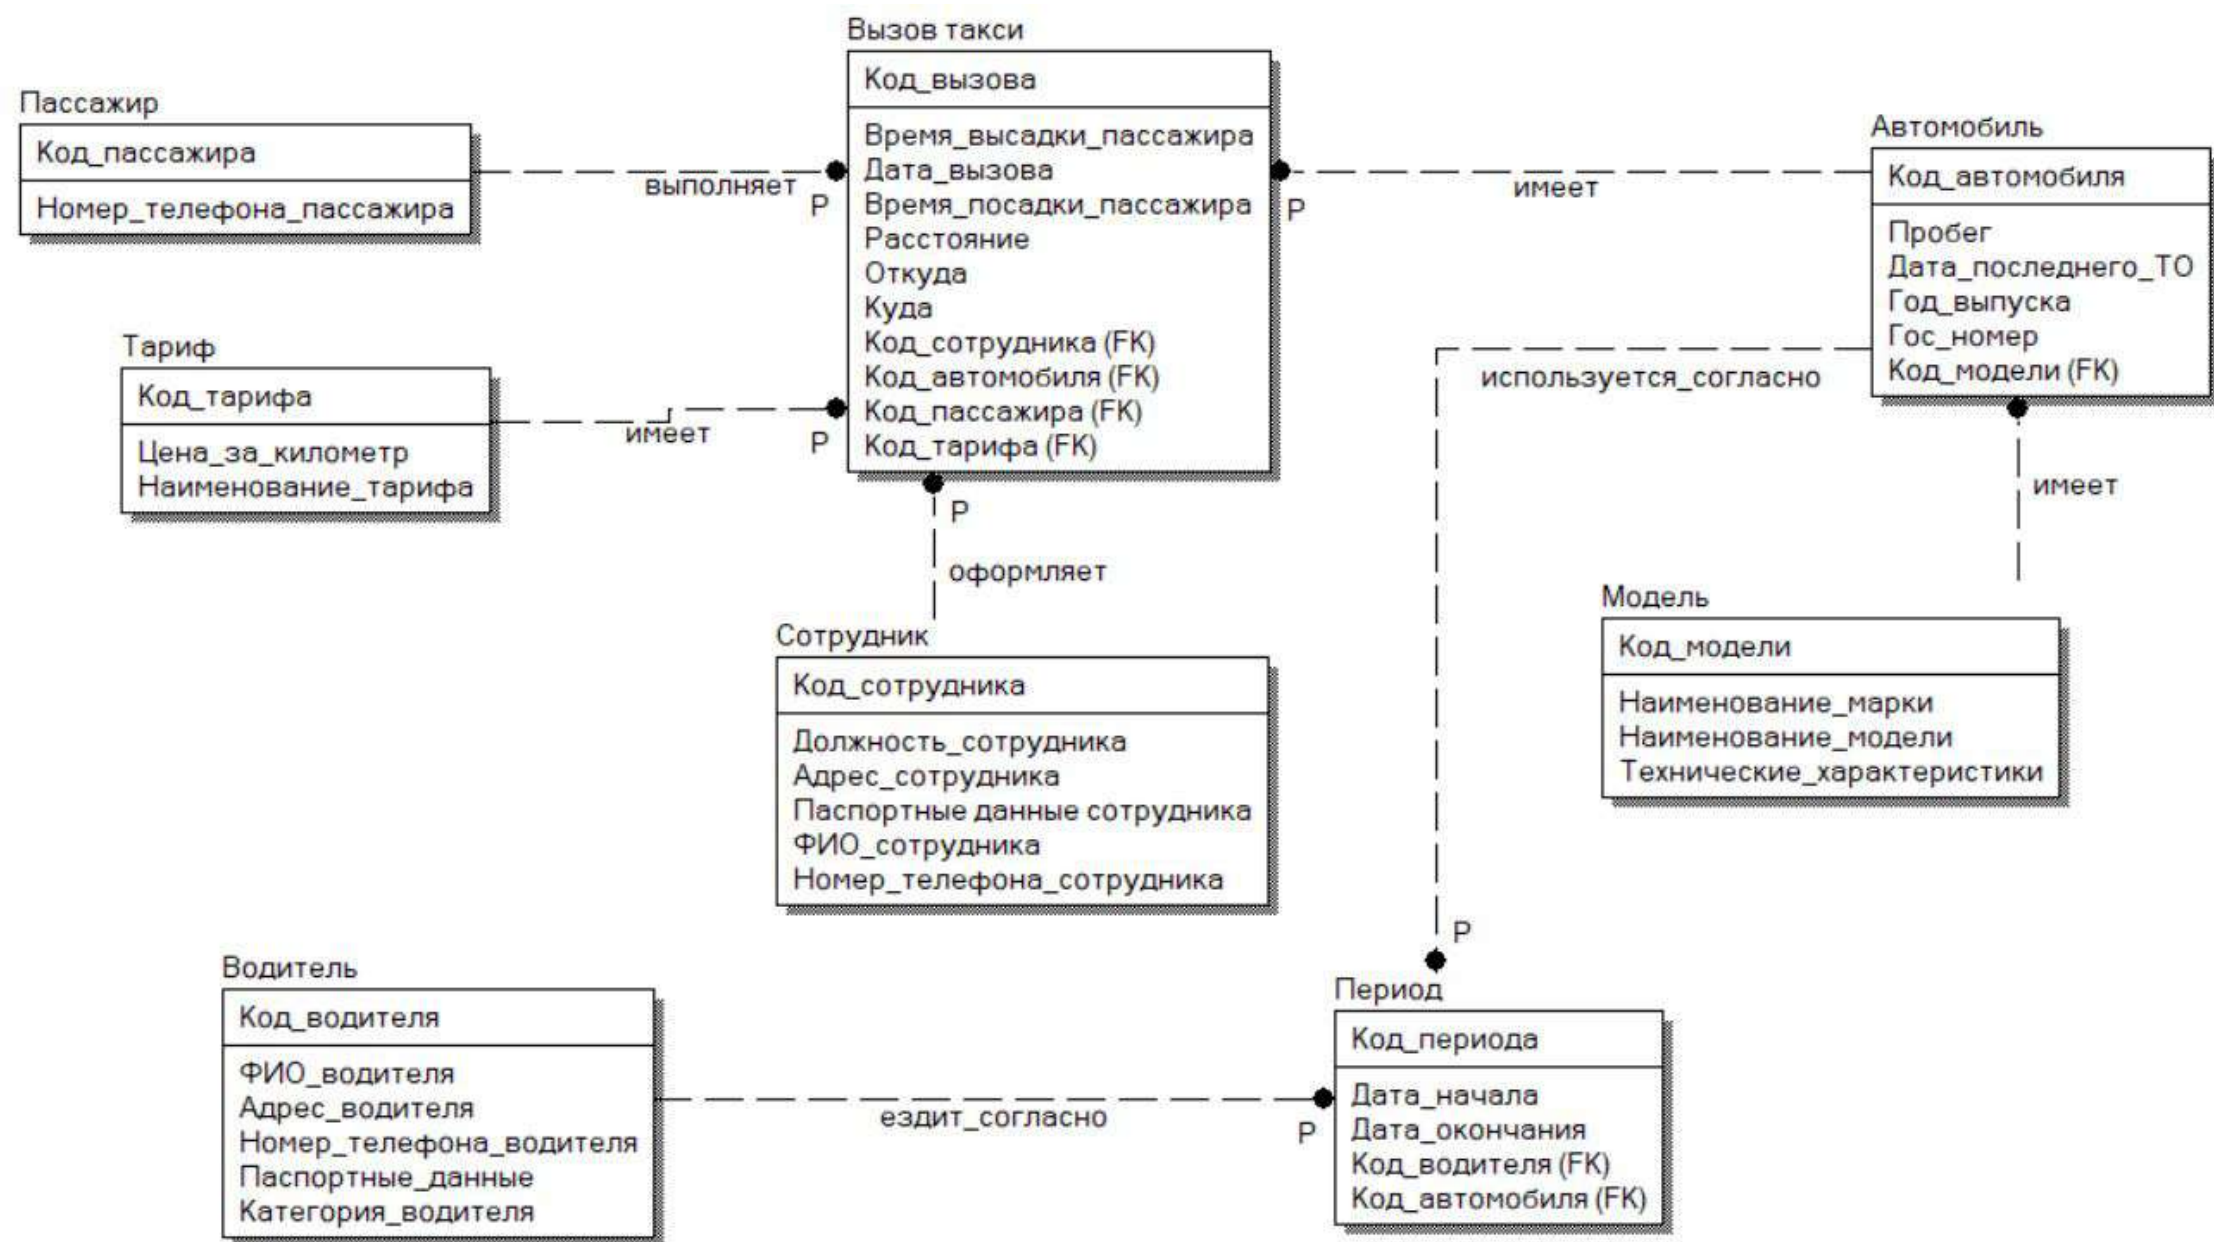 Вызов такси
Код_вызова
Время_высадки_пассажира
Дата_вызова
Время_посадки_пассажира
Расстояние
Откуда
Куда
Код_сотрудника (FK)
Код_автомобиля (FK)
Код_пассажира (FK)
Код_тарифа (FK)
Пассажир
Код_пассажира
Номер_телефона_пассажира
выполняет
P
Автомобиль
Код_автомобиля
Пробег
Дата_последнего_ТО
Год_выпуска
Гос_номер
Код_модели (FK)
имеет
P
Тариф
Код_тарифа
Цена_за_километр
Наименование_тарифа
имеет
P
используется_согласно
P
имеет
P
оформляет
Сотрудник
Код_сотрудника
Должность_сотрудника
Адрес_сотрудника
Паспортные данные сотрудника
ФИО_сотрудника
Номер_телефона_сотрудника
Модель
Код_модели
Наименование_марки
Наименование_модели
Технические_характеристики
Водитель
Код_водителя
ФИО_водителя
Адрес_водителя
Номер_телефона_водителя
Паспортные_данные
Категория_водителя
ездит_согласно
P
Период
Код_периода
Дата_начала
Дата_окончания
Код_водителя (FK)
Код_автомобиля (FK)